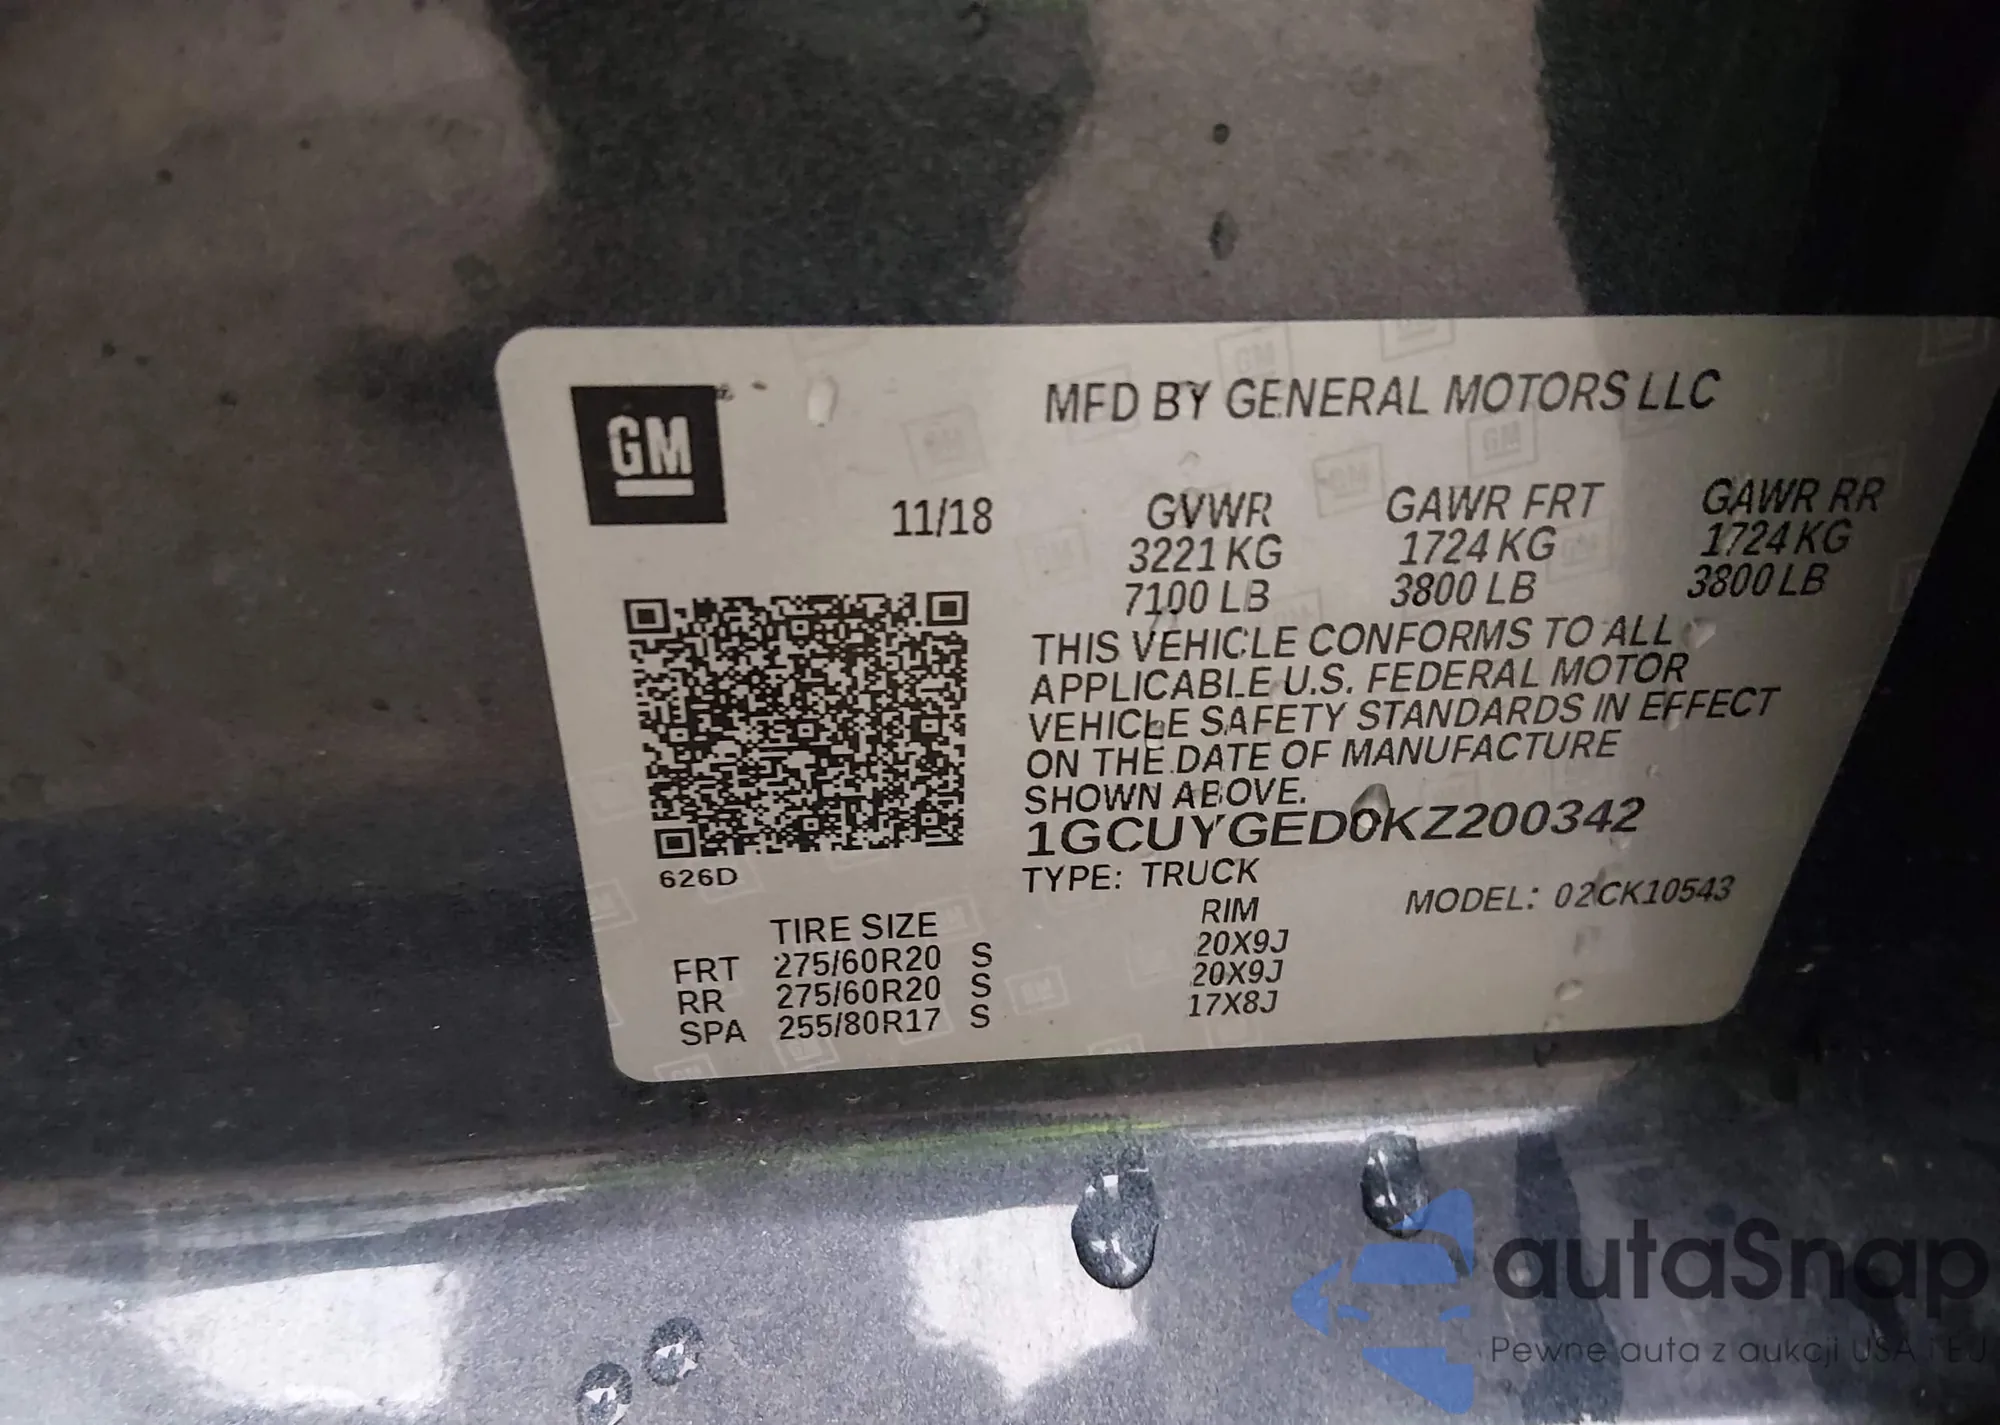 GM
MFD BY GENERAL MOTORS LLC
11/18
GVWR GAWR FRT GAWR RR
3221 KG 1724 KG 1724 KG
7100 LB 3800 LB 3800 LB
THIS VEHICLE CONFORMS TO ALL
APPLICABLE U.S. FEDERAL MOTOR
VEHICLE SAFETY STANDARDS IN EFFECT
ON THE DATE OF MANUFACTURE
SHOWN ABOVE.
1GCUYGED0KZ200342
626D
TYPE: TRUCK
MODEL: 02CK10543
TIRE SIZE RIM
FRT 275/60R20 S 20X9J
RR 275/60R20 S 20X9J
SPA 255/80R17 S 17X8J
autaSnap
Pewne auta z aukcji USA i EU